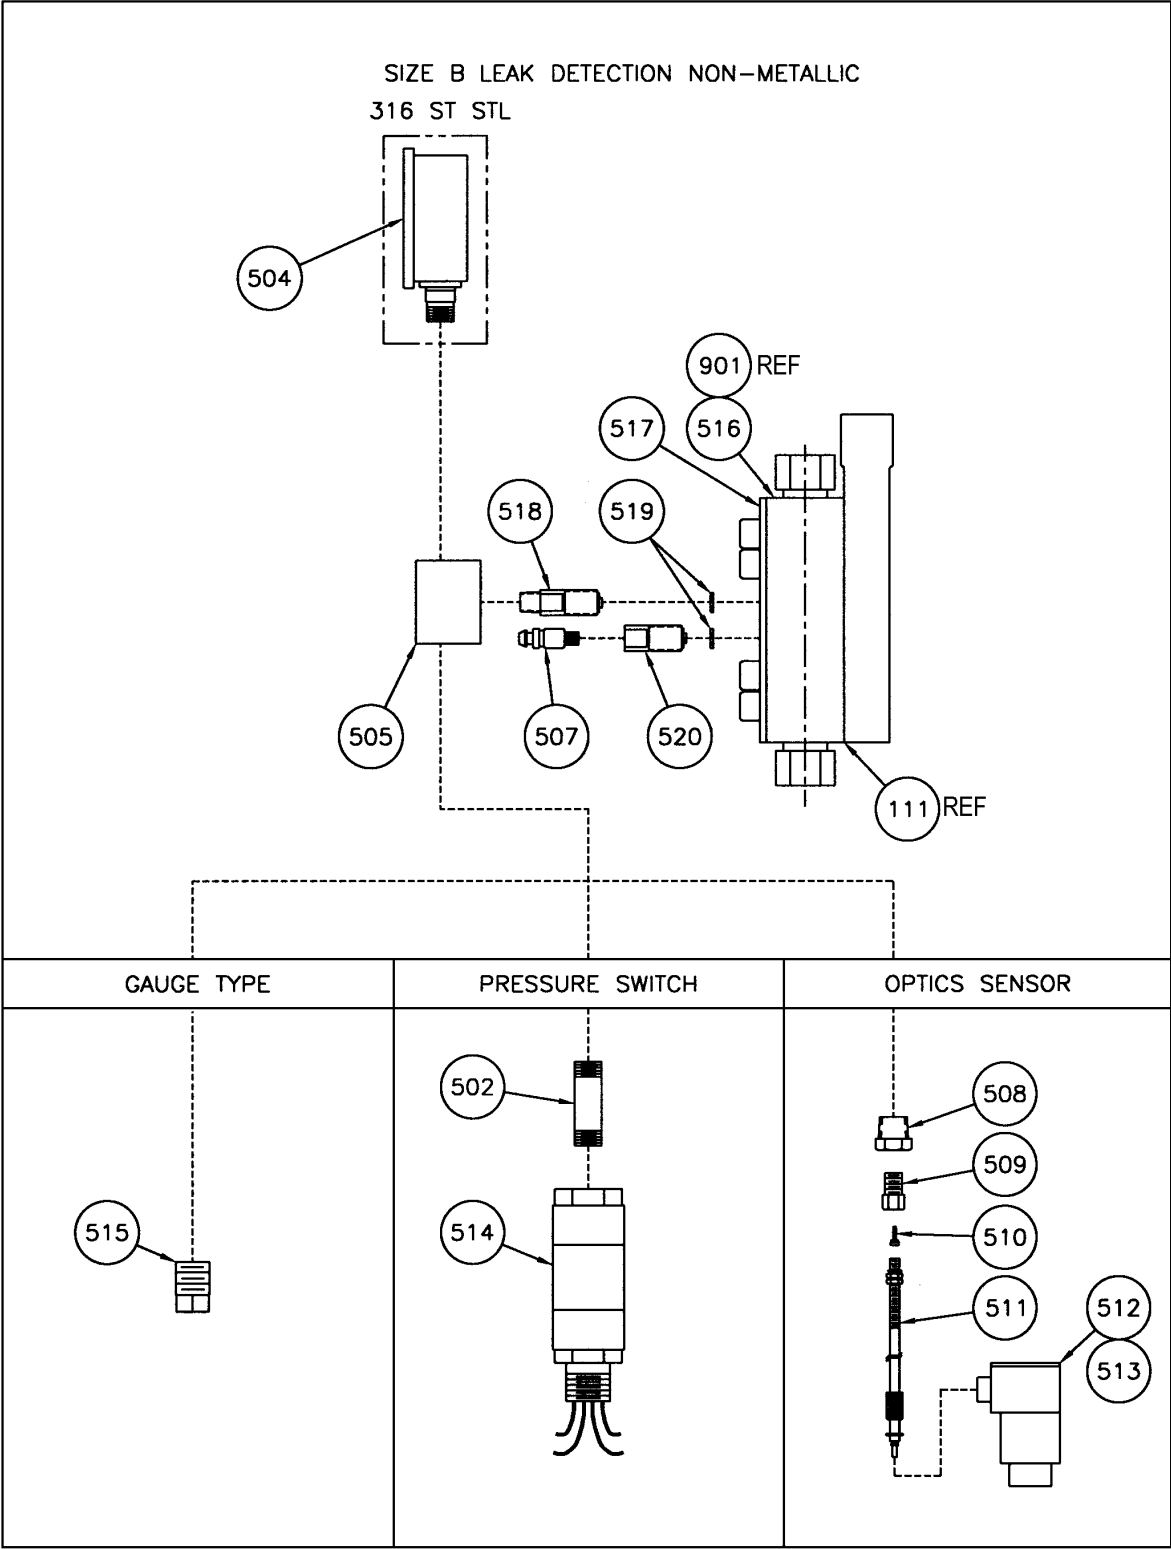 SIZE B LEAK DETECTION NON-METALLIC
316 ST STL
504
901 REF
517
516
518
519
505
507
520
111 REF
GAUGE TYPE
PRESSURE SWITCH
OPTICS SENSOR
502
508
509
515
514
510
511
512
513